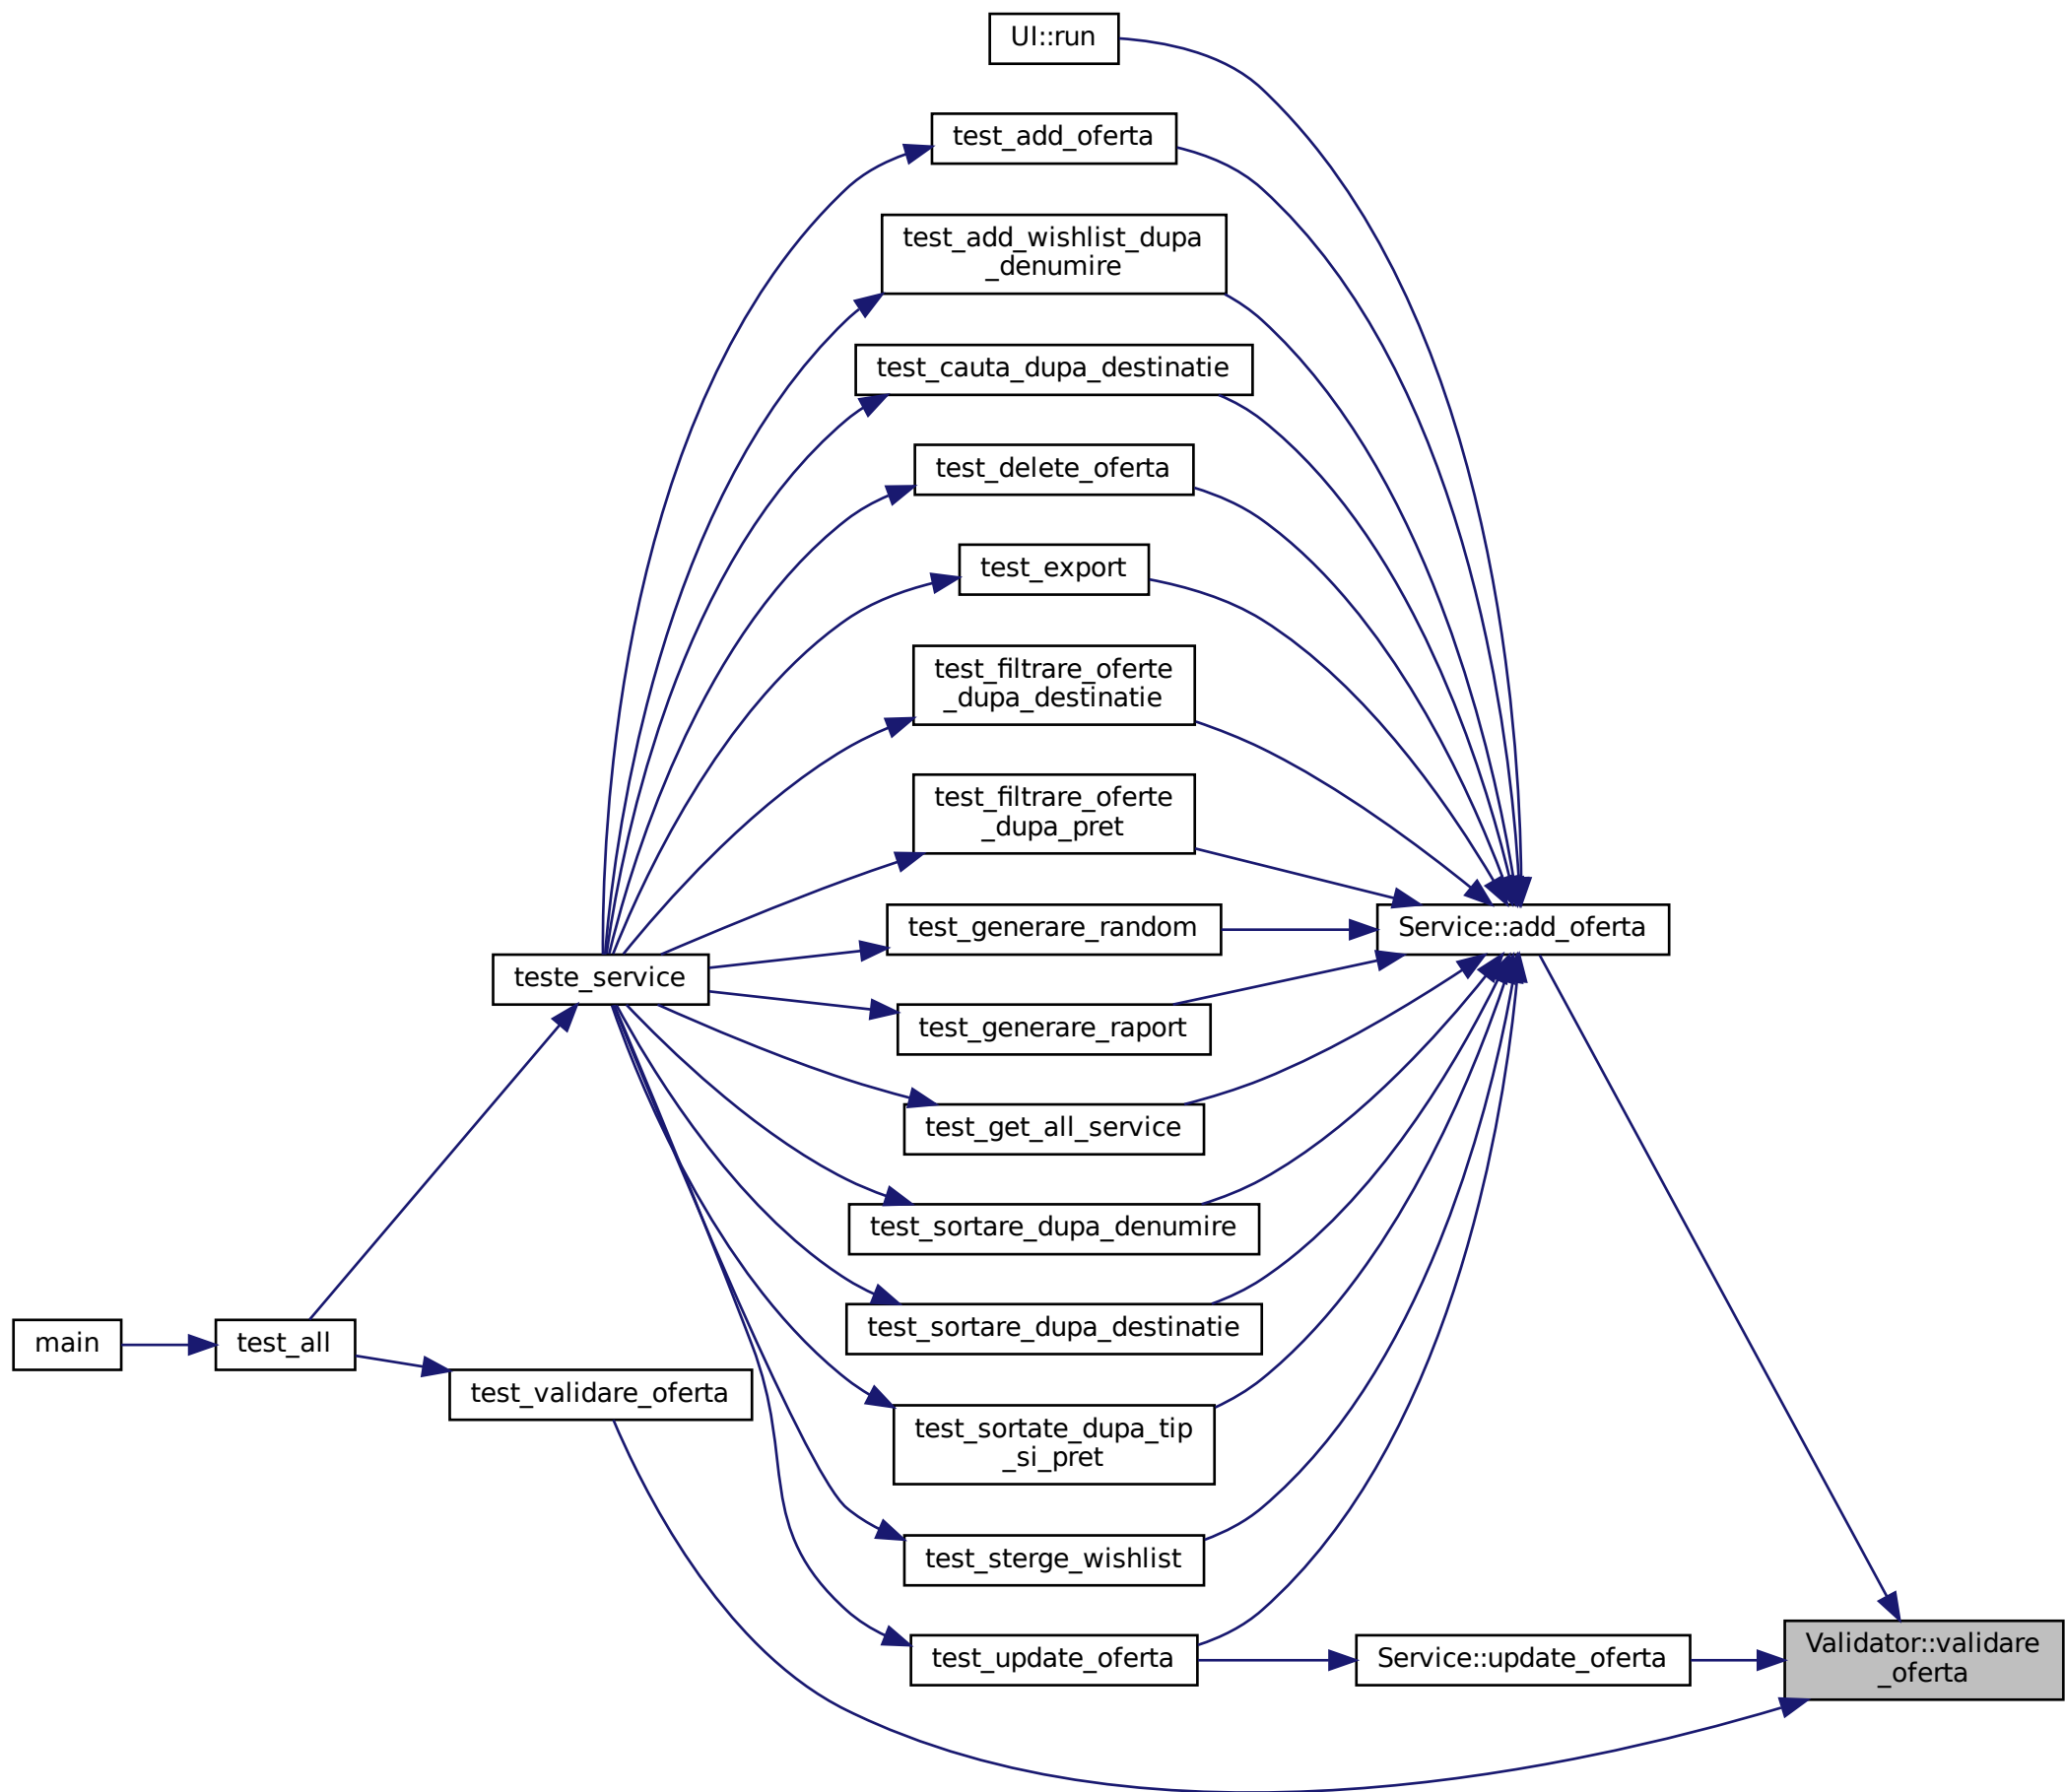 UI::run
test_add_oferta
test_add_wishlist_dupa
_denumire
test_cauta_dupa_destinatie
test_delete_oferta
test_export
test_filtrare_oferte
_dupa_destinatie
test_filtrare_oferte
_dupa_pret
test_generare_random
Service::add_oferta
teste_service
test_generare_raport
test_get_all_service
test_sortare_dupa_denumire
test_sortare_dupa_destinatie
main
test_all
test_validare_oferta
test_sortate_dupa_tip
_si_pret
test_sterge_wishlist
test_update_oferta
Service::update_oferta
Validator::validare
_oferta